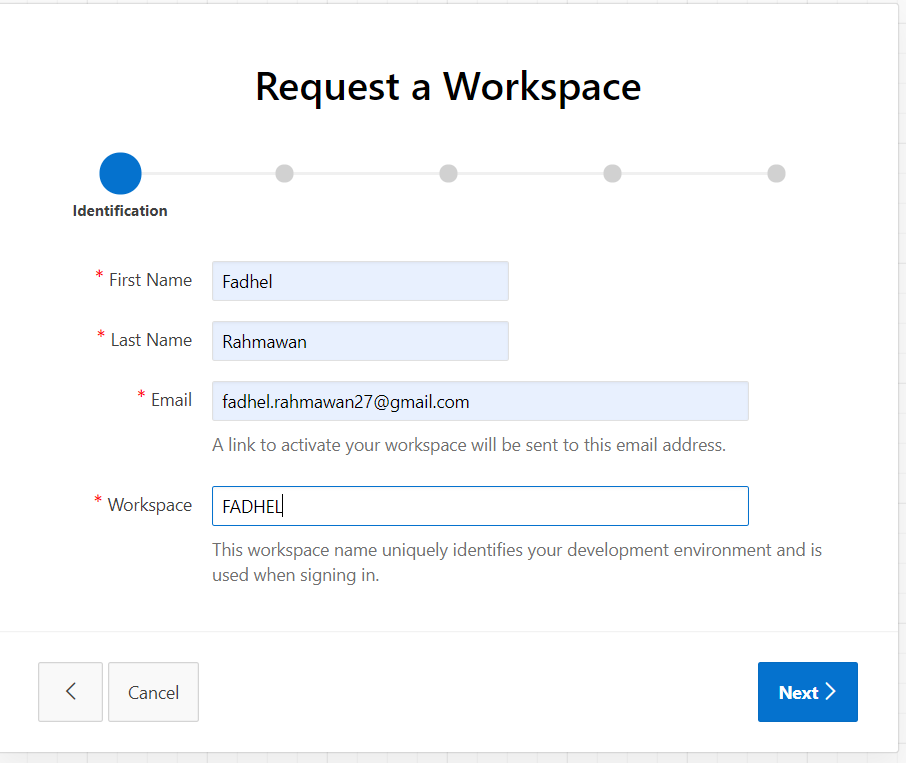 Request a Workspace
Identification
* First Name Fadhel
* Last Name Rahmawan
* Email fadhel.rahmawan27@gmail.com
A link to activate your workspace will be sent to this email address.
* Workspace FADHEL
This workspace name uniquely identifies your development environment and is
used when signing in.
Cancel Next